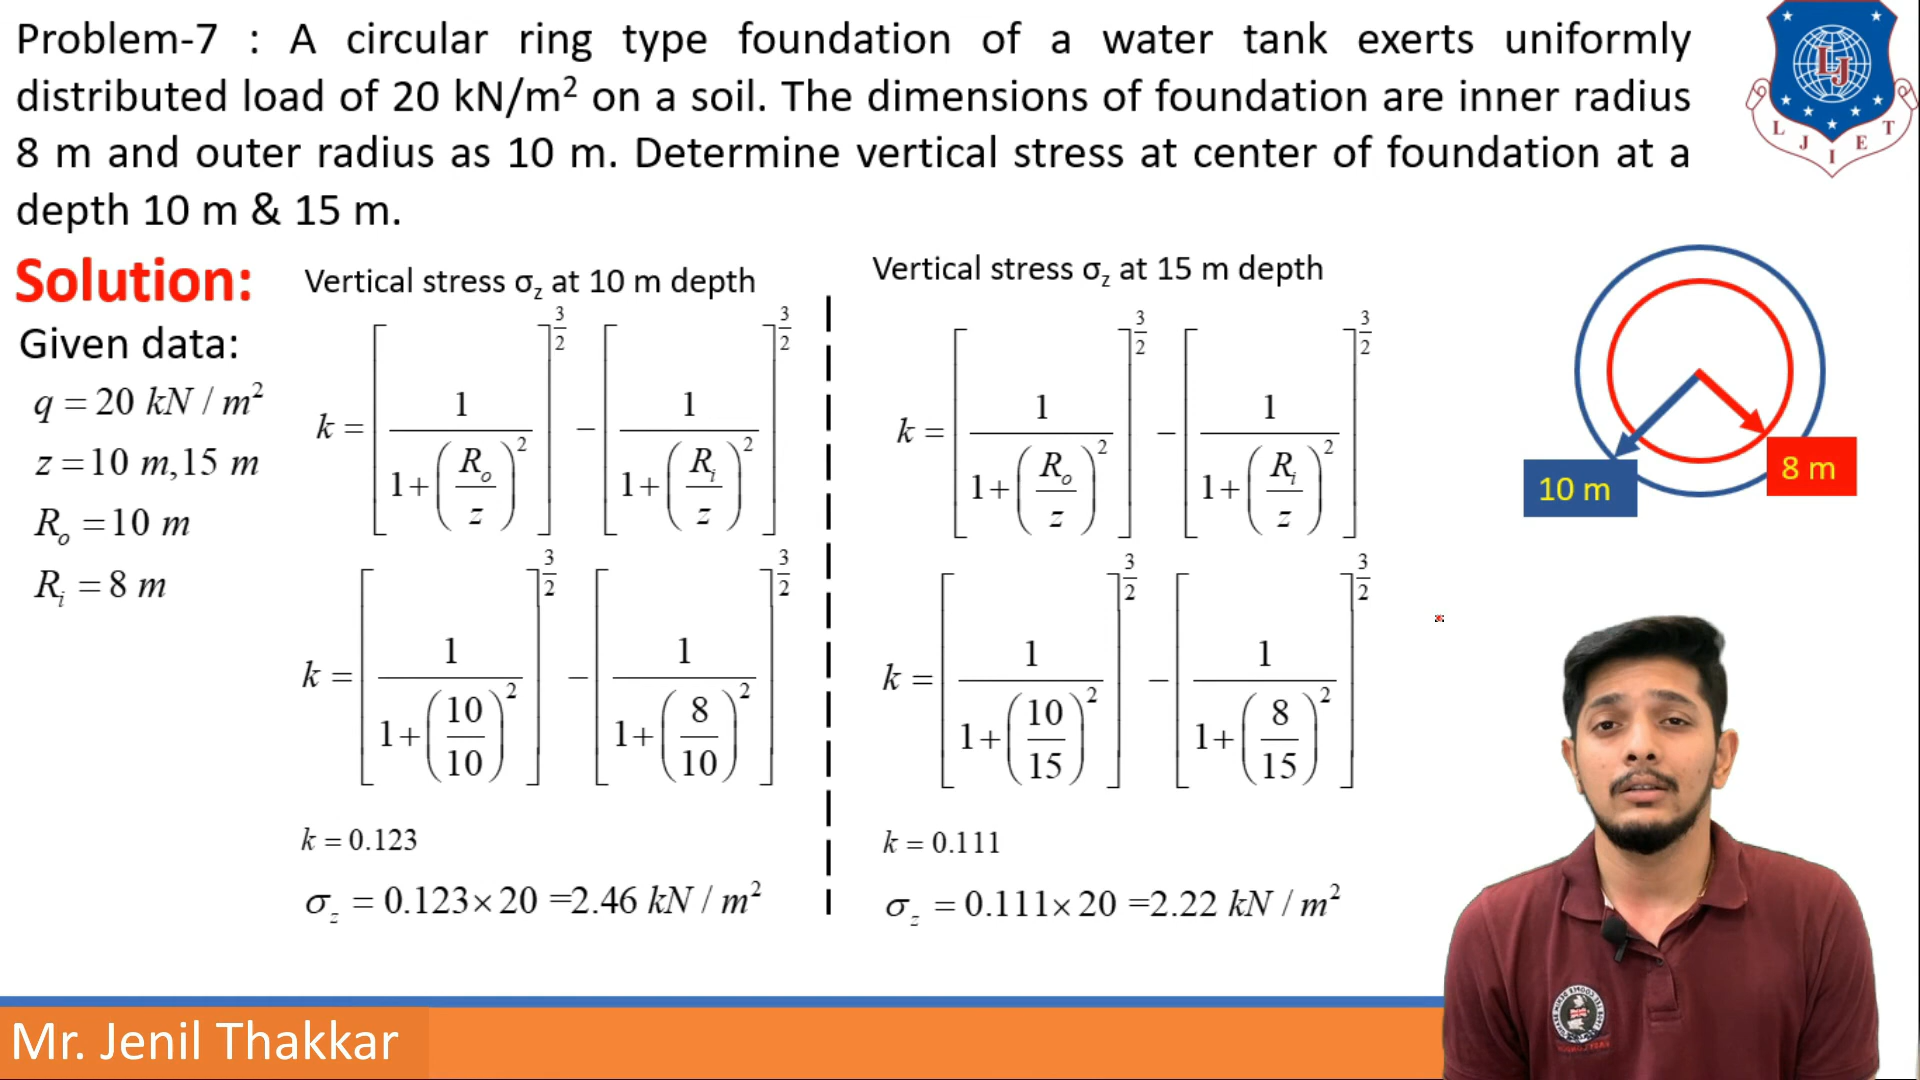 Problem-7 : A circular ring type foundation of a water tank exerts uniformly
distributed load of 20 kN/m² on a soil. The dimensions of foundation are inner radius
8 m and outer radius as 10 m. Determine vertical stress at center of foundation at a
depth 10 m & 15 m.
L J
L J I E T
Solution:
Given data:
q = 20 kN / m²
z = 10 m,15 m
Rₒ = 10 m
Rᵢ = 8 m
Vertical stress σz at 10 m depth
k = [1/(1+(Rₒ/z)²)]^(3/2) − [1/(1+(Rᵢ/z)²)]^(3/2)
k = [1/(1+(10/10)²)]^(3/2) − [1/(1+(8/10)²)]^(3/2)
k = 0.123
σz = 0.123×20 =2.46 kN / m²
Vertical stress σz at 15 m depth
k = [1/(1+(Rₒ/z)²)]^(3/2) − [1/(1+(Rᵢ/z)²)]^(3/2)
k = [1/(1+(10/15)²)]^(3/2) − [1/(1+(8/15)²)]^(3/2)
k = 0.111
σz = 0.111×20 =2.22 kN / m²
10 m
8 m
Mr. Jenil Thakkar